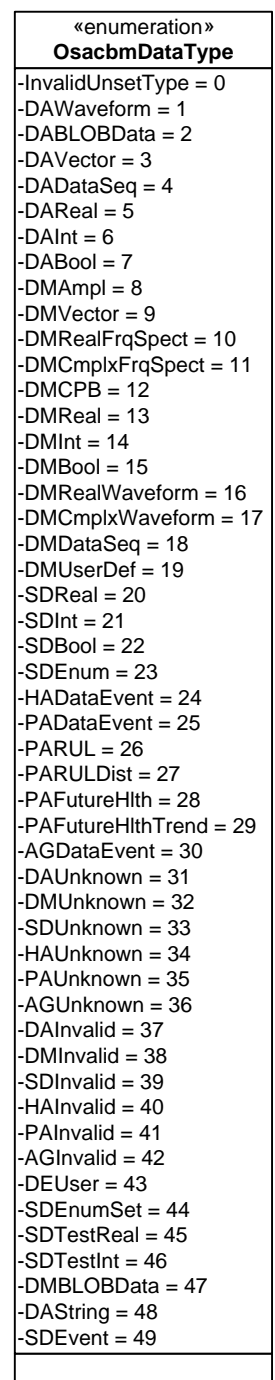 «enumeration»
OsacbmDataType
-InvalidUnsetType = 0
-DAWaveform = 1
-DABLOBData = 2
-DAVector = 3
-DADataSeq = 4
-DAReal = 5
-DAInt = 6
-DABool = 7
-DMAmpl = 8
-DMVector = 9
-DMRealFrqSpect = 10
-DMCmplxFrqSpect = 11
-DMCPB = 12
-DMReal = 13
-DMInt = 14
-DMBool = 15
-DMRealWaveform = 16
-DMCmplxWaveform = 17
-DMDataSeq = 18
-DMUserDef = 19
-SDReal = 20
-SDInt = 21
-SDBool = 22
-SDEnum = 23
-HADataEvent = 24
-PADataEvent = 25
-PARUL = 26
-PARULDist = 27
-PAFutureHlth = 28
-PAFutureHlthTrend = 29
-AGDataEvent = 30
-DAUnknown = 31
-DMUnknown = 32
-SDUnknown = 33
-HAUnknown = 34
-PAUnknown = 35
-AGUnknown = 36
-DAInvalid = 37
-DMInvalid = 38
-SDInvalid = 39
-HAInvalid = 40
-PAInvalid = 41
-AGInvalid = 42
-DEUser = 43
-SDEnumSet = 44
-SDTestReal = 45
-SDTestInt = 46
-DMBLOBData = 47
-DAString = 48
-SDEvent = 49